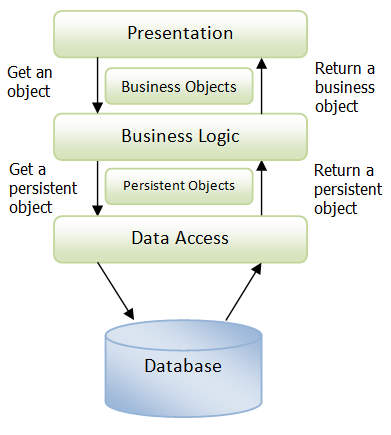 Presentation
Get an
object
Business Objects
Return a
business
object
Business Logic
Get a
persistent
object
Persistent Objects
Return a
persistent
object
Data Access
Database